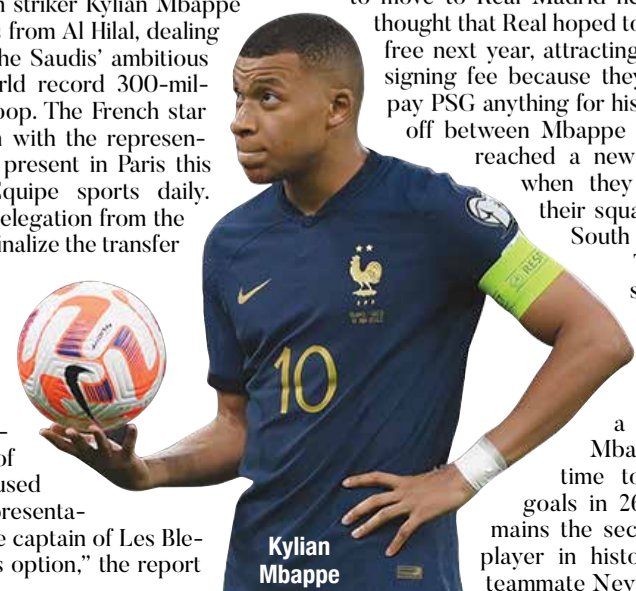 striker Kylian Mbappe
from Al Hilal, dealing
he Saudis' ambitious
rld record 300-mil-
oop. The French star
with the represen-
present in Paris this
Équipe sports daily.
elegation from the
inalize the transfer
of
used
presenta-
e captain of Les Ble-
s option," the report
to move to Real Madrid
thought that Real hoped to
free next year, attracting
signing fee because they
pay PSG anything for his
off between Mbappe
reached a new
when they
their squa
South
a
Mba
time to
goals in 26
mains the sec
player in histo
teammate Ney
10
RES
Kylian
Mbappe